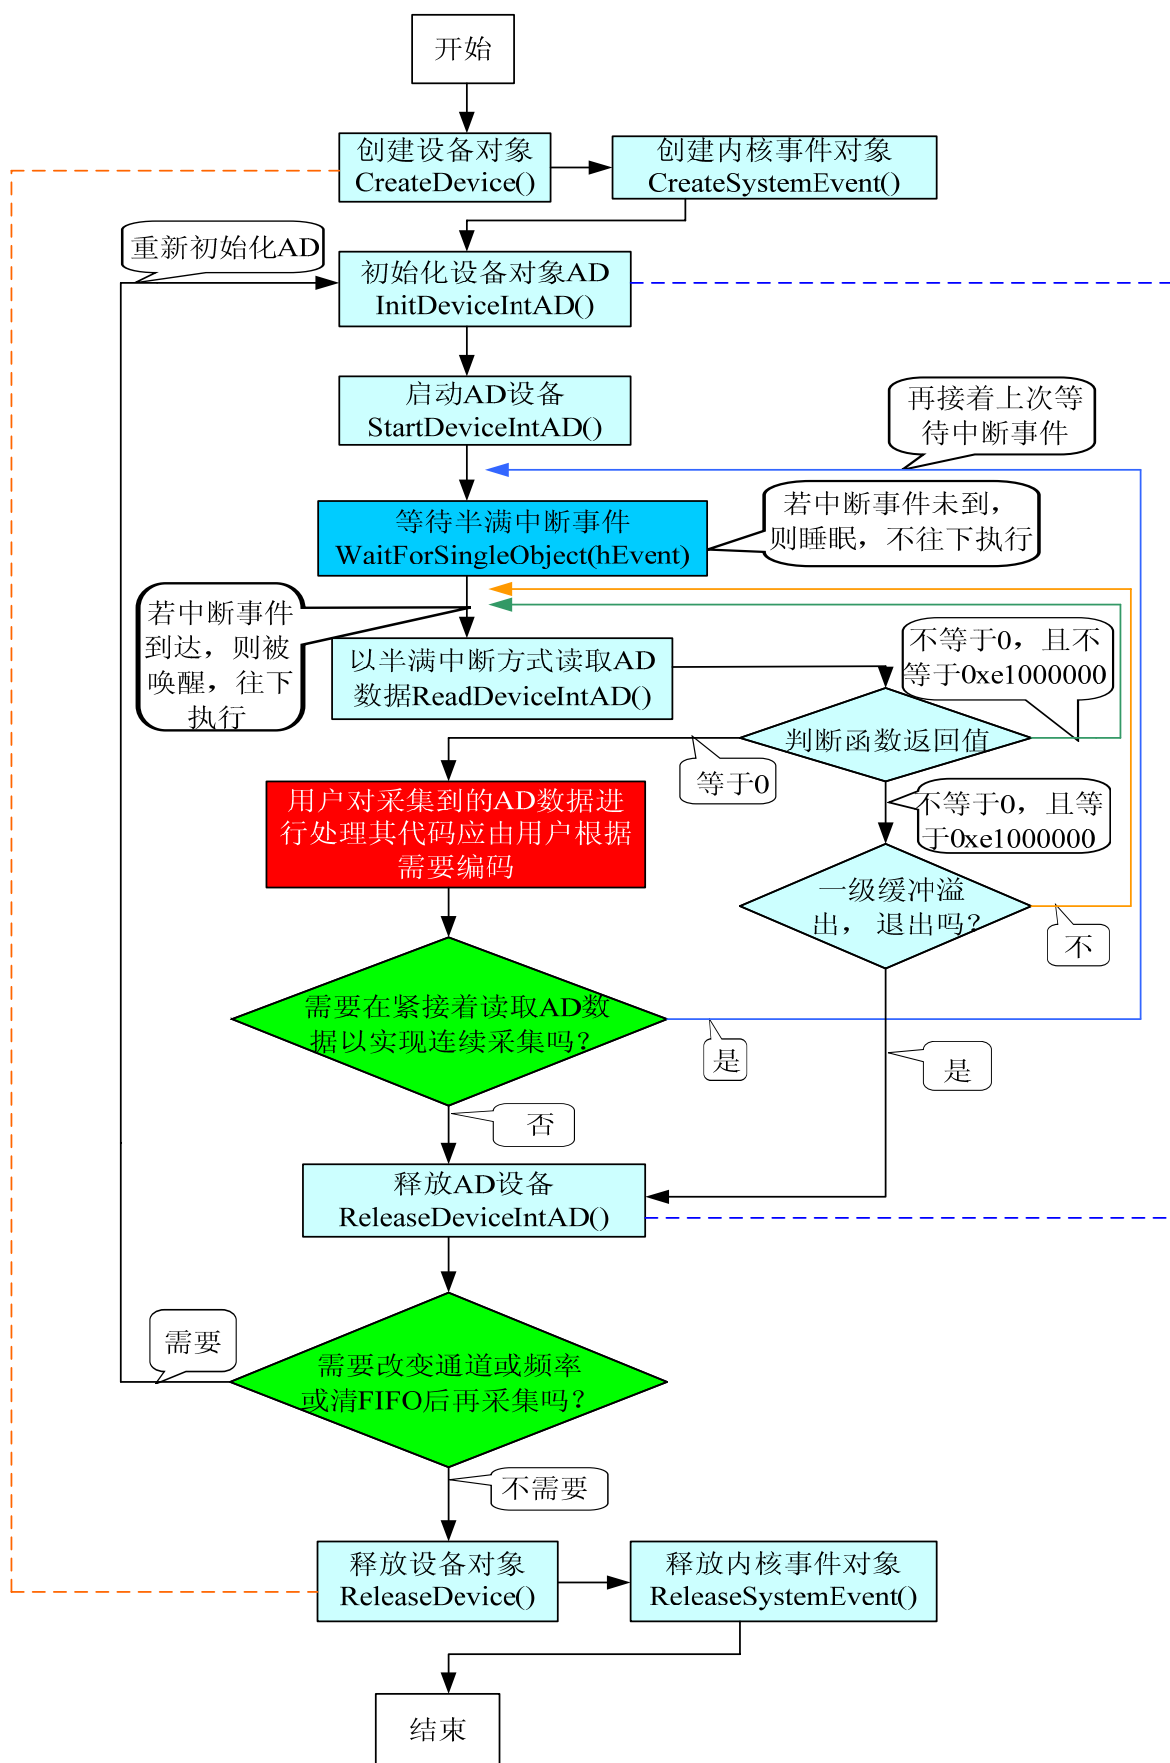 开始
创建设备对象
CreateDevice()
创建内核事件对象
CreateSystemEvent()
重新初始化AD
初始化设备对象AD
InitDeviceIntAD()
启动AD设备
StartDeviceIntAD()
再接着上次等
待中断事件
等待半满中断事件
WaitForSingleObject(hEvent)
若中断事件未到，
则睡眠，不往下执行
若中断事件
到达，则被
唤醒，往下
执行
以半满中断方式读取AD
数据ReadDeviceIntAD()
不等于0，且不
等于0xe1000000
判断函数返回值
等于0
不等于0，且等
于0xe1000000
用户对采集到的AD数据进
行处理其代码应由用户根据
需要编码
一级缓冲溢
出，退出吗？
不
需要在紧接着读取AD数
据以实现连续采集吗？
是
是
否
释放AD设备
ReleaseDeviceIntAD()
需要
需要改变通道或频率
或清FIFO后再采集吗？
不需要
释放设备对象
ReleaseDevice()
释放内核事件对象
ReleaseSystemEvent()
结束